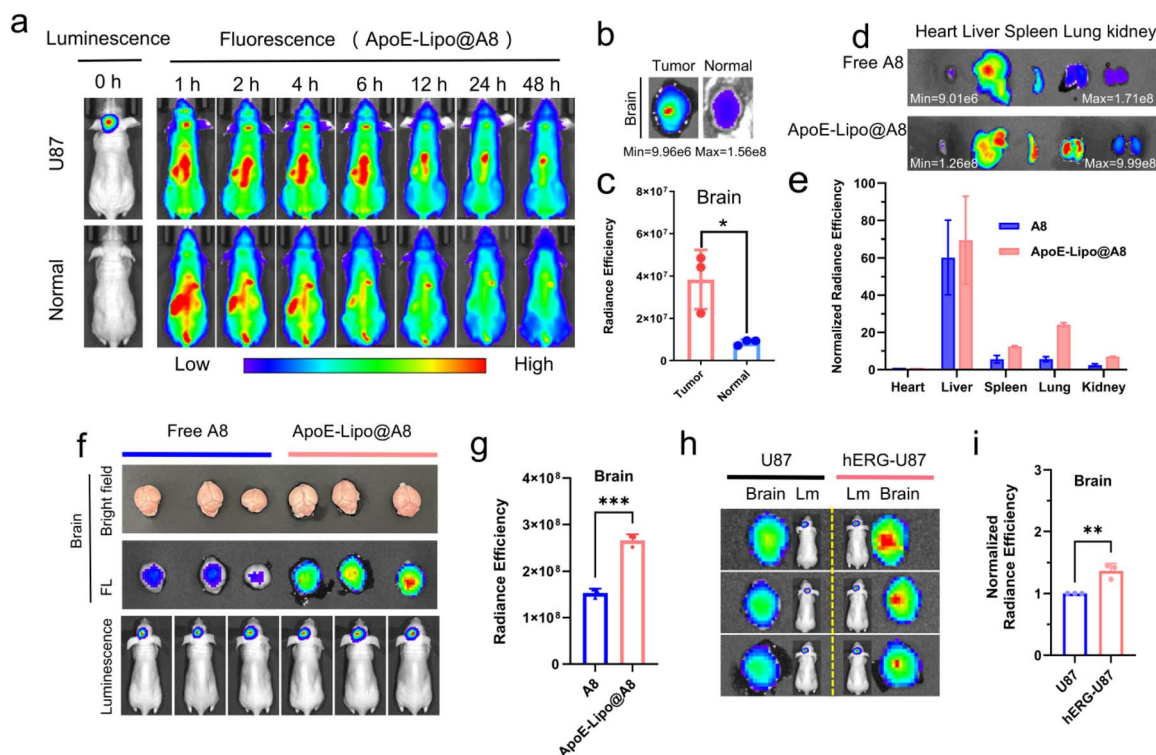 a
Luminescence
Fluorescence ( ApoE-Lipo@A8 )
0 h
1 h
2 h
4 h
6 h
12 h
24 h
48 h
U87
Normal
Low
High
b
Tumor
Normal
Brain
Min=9.96e6
Max=1.56e8
c
Brain
Radiance Efficiency
8×10⁷
6×10⁷
4×10⁷
2×10⁷
0
*
Tumor
Normal
d
Heart Liver Spleen Lung kidney
Free A8
Min=9.01e6
Max=1.71e8
ApoE-Lipo@A8
Min=1.26e8
Max=9.99e8
e
Normalized Radiance Efficiency
100
80
60
40
20
0
A8
ApoE-Lipo@A8
Heart
Liver
Spleen
Lung
Kidney
f
Free A8
ApoE-Lipo@A8
Brain
Bright field
FL
Luminescence
g
Brain
Radiance Efficiency
4×10⁸
3×10⁸
2×10⁸
1×10⁸
0
***
A8
ApoE-Lipo@A8
h
U87
hERG-U87
Brain
Lm
Lm
Brain
i
Brain
Normalized
Radiance Efficiency
3
2
1
0
**
U87
hERG-U87